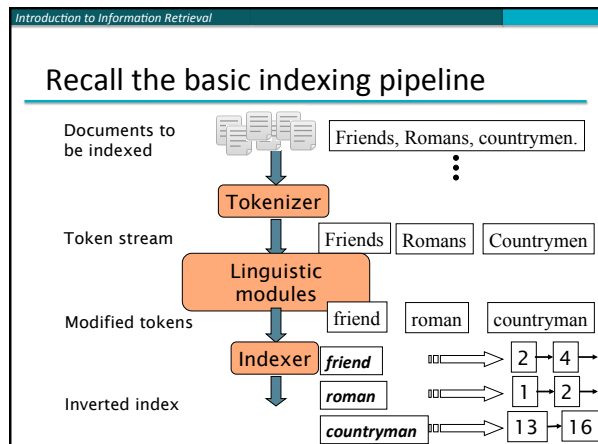 Introduction to Information Retrieval
Recall the basic indexing pipeline
Documents to
be indexed
Friends, Romans, countrymen.
Tokenizer
Token stream
Friends Romans Countrymen
Linguistic
modules
Modified tokens
friend roman countryman
Indexer
Inverted index
friend 2 4
roman 1 2
countryman 13 16